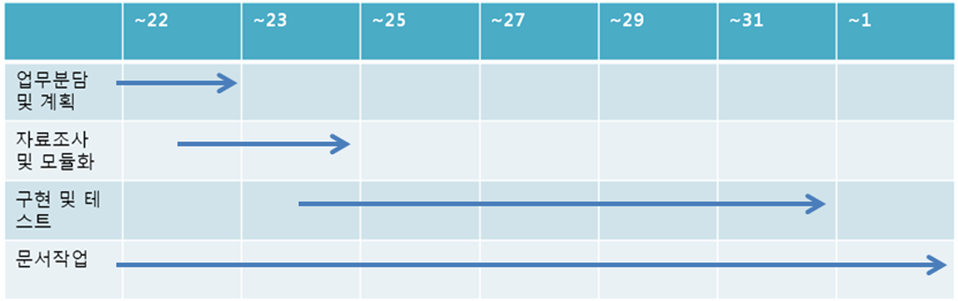 ~22 ~23 ~25 ~27 ~29 ~31 ~1
업무분담
및 계획
자료조사
및 모듈화
구현 및 테
스트
문서작업